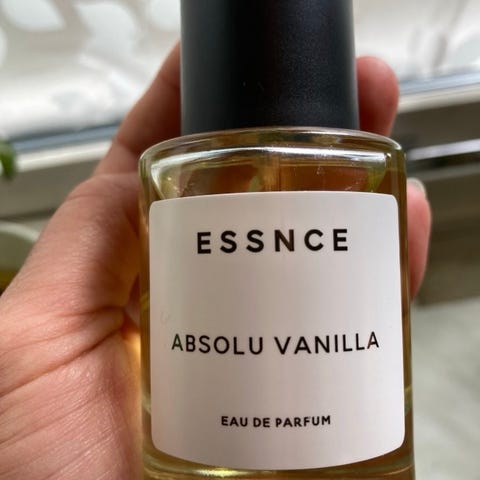 ESSNCE
ABSOLU VANILLA
EAU DE PARFUM